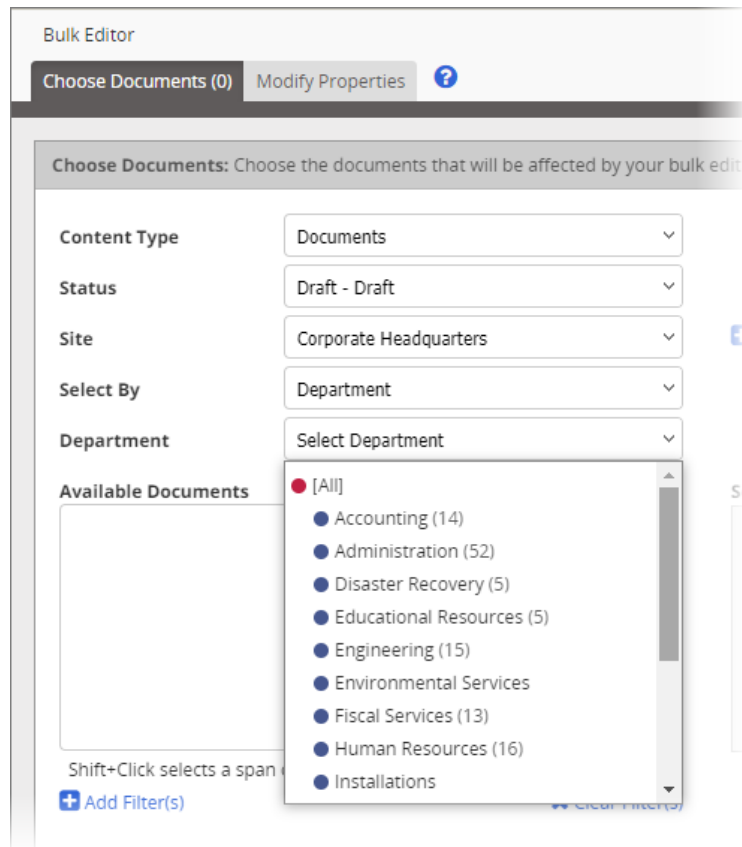 Bulk Editor
Choose Documents (0) Modify Properties ?
Choose Documents: Choose the documents that will be affected by your bulk edit
Content Type Documents
Status Draft - Draft
Site Corporate Headquarters
Select By Department
Department Select Department
Available Documents [All]
Accounting (14)
Administration (52)
Disaster Recovery (5)
Educational Resources (5)
Engineering (15)
Environmental Services
Fiscal Services (13)
Human Resources (16)
Shift+Click selects a span Installations
Add Filter(s)